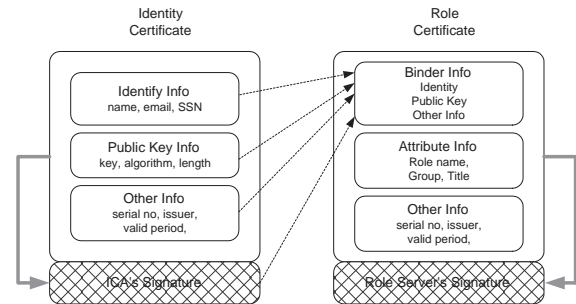 Identity
Certificate
Identify Info
name, email, SSN
Public Key Info
key, algorithm, length
Other Info
serial no, issuer,
valid period,
ICA's Signature
Role
Certificate
Binder Info
Identity
Public Key
Other Info
Attribute Info
Role name,
Group, Title
Other Info
serial no, issuer,
valid period,
Role Server's Signature